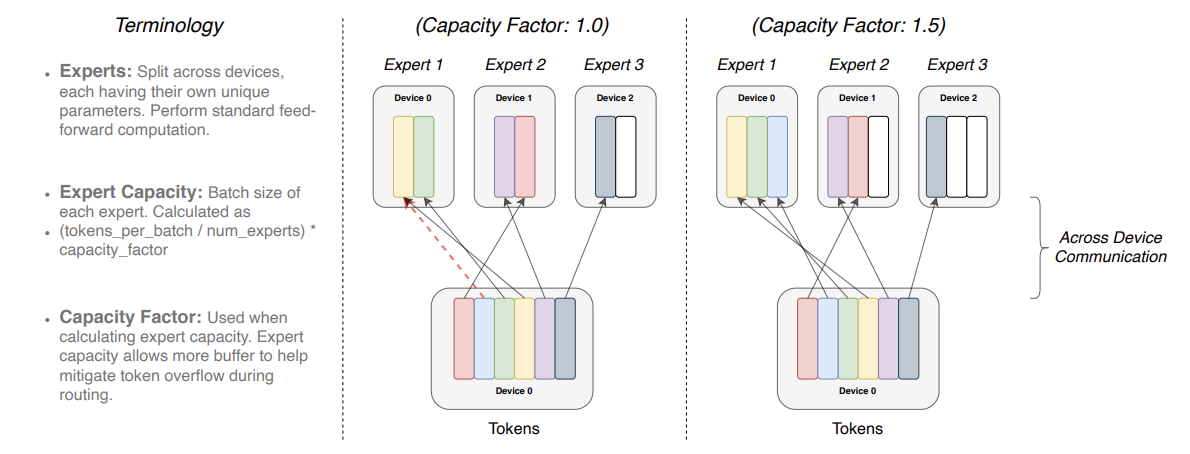 Terminology
• Experts: Split across devices,
each having their own unique
parameters. Perform standard feed-
forward computation.
• Expert Capacity: Batch size of
each expert. Calculated as
• (tokens_per_batch / num_experts) *
capacity_factor
• Capacity Factor: Used when
calculating expert capacity. Expert
capacity allows more buffer to help
mitigate token overflow during
routing.
(Capacity Factor: 1.0)
Expert 1 Expert 2 Expert 3
Device 0 Device 1 Device 2
Device 0
Tokens
(Capacity Factor: 1.5)
Expert 1 Expert 2 Expert 3
Device 0 Device 1 Device 2
Device 0
Tokens
Across Device
Communication